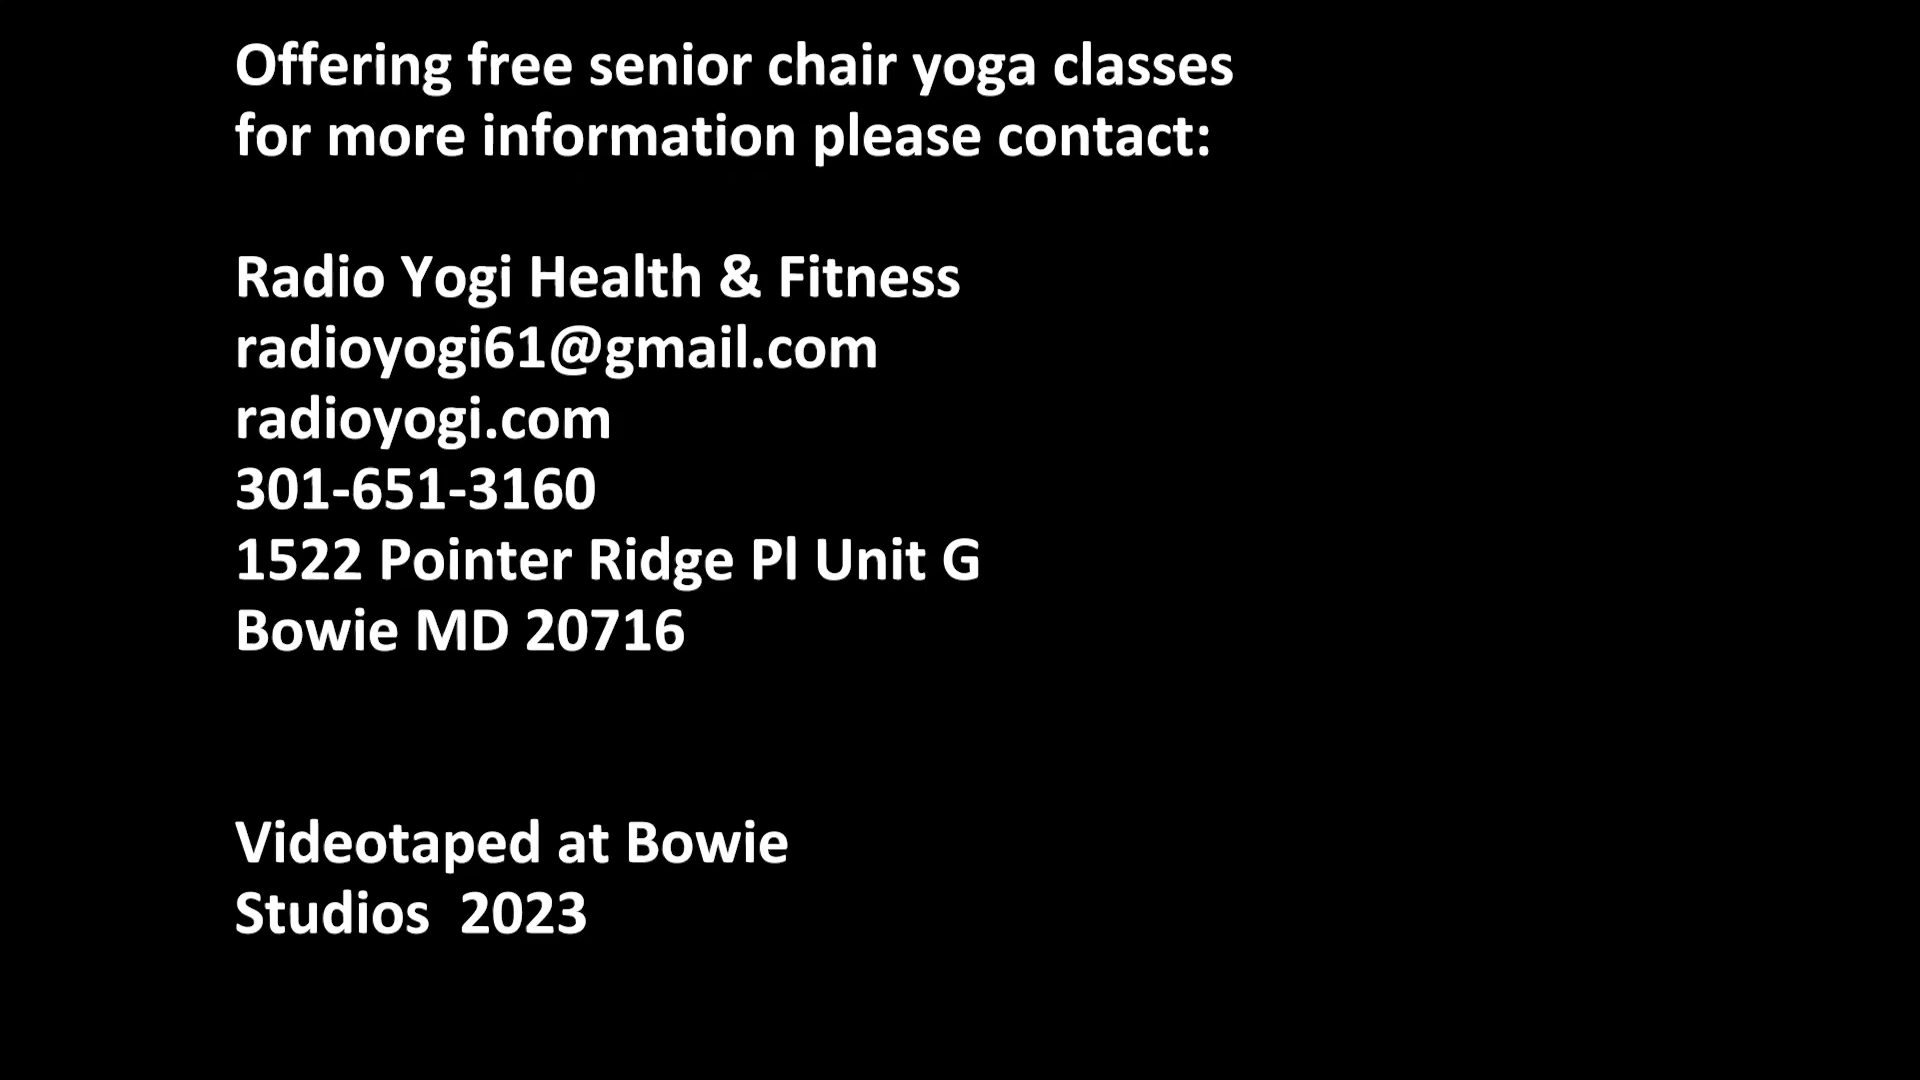 Offering free senior chair yoga classes
for more information please contact:
Radio Yogi Health & Fitness
radioyogi61@gmail.com
radioyogi.com
301-651-3160
1522 Pointer Ridge Pl Unit G
Bowie MD 20716
Videotaped at Bowie
Studios  2023